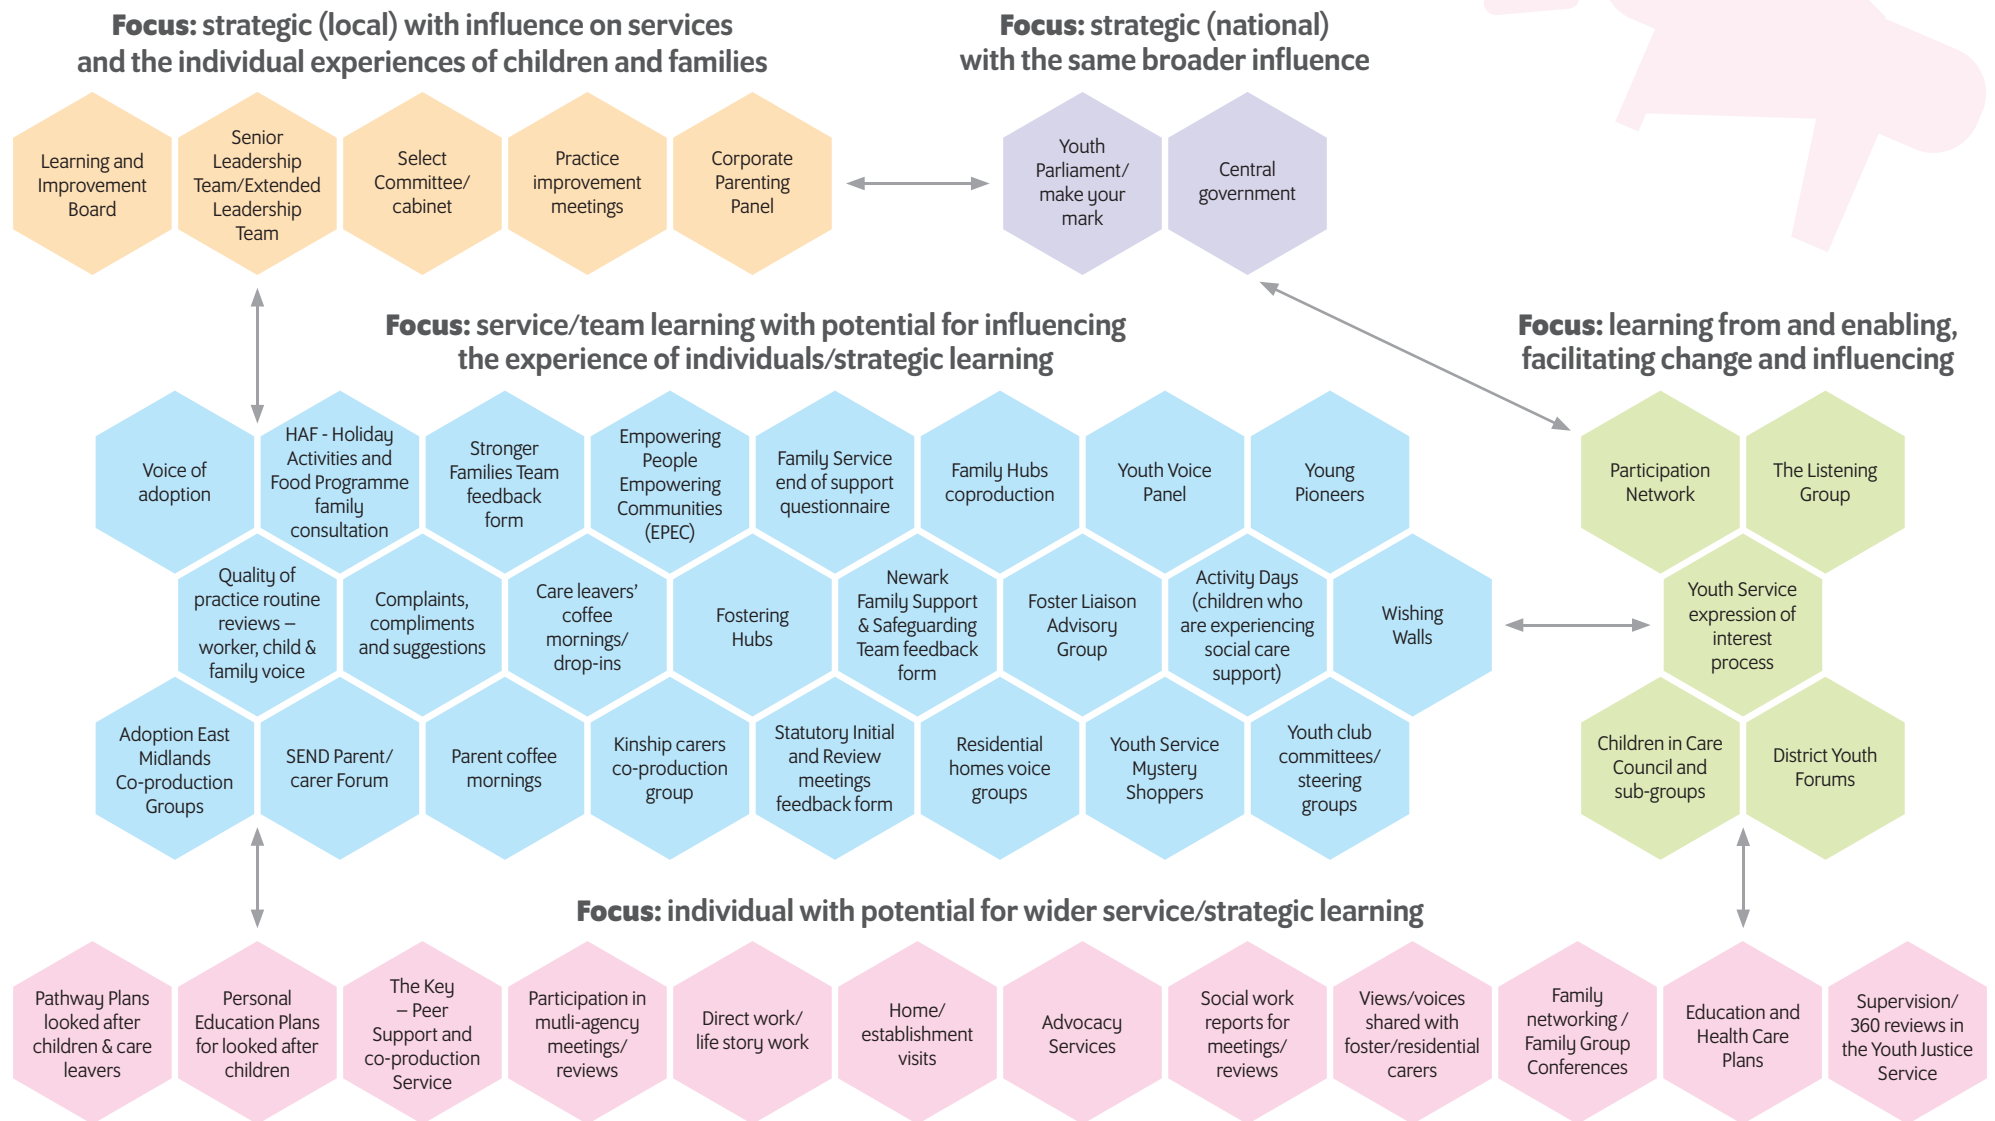 Focus: strategic (local) with influence on services
and the individual experiences of children and families
Focus: strategic (national)
with the same broader influence
Learning and
Improvement
Board
Senior
Leadership
Team/Extended
Leadership
Team
Select
Committee/
cabinet
Practice
improvement
meetings
Corporate
Parenting
Panel
Youth
Parliament/
make your
mark
Central
government
Focus: service/team learning with potential for influencing
the experience of individuals/strategic learning
Focus: learning from and enabling,
facilitating change and influencing
Voice of
adoption
HAF - Holiday
Activities and
Food Programme
family
consultation
Stronger
Families Team
feedback
form
Empowering
People
Empowering
Communities
(EPEC)
Family Service
end of support
questionnaire
Family Hubs
coproduction
Youth Voice
Panel
Young
Pioneers
Participation
Network
The Listening
Group
Quality of
practice routine
reviews –
worker, child &
family voice
Complaints,
compliments
and suggestions
Care leavers’
coffee
mornings/
drop-ins
Fostering
Hubs
Newark
Family Support
& Safeguarding
Team feedback
form
Foster Liaison
Advisory
Group
Activity Days
(children who
are experiencing
social care
support)
Wishing
Walls
Youth Service
expression of
interest
process
Adoption East
Midlands
Co-production
Groups
SEND Parent/
carer Forum
Parent coffee
mornings
Kinship carers
co-production
group
Statutory Initial
and Review
meetings
feedback form
Residential
homes voice
groups
Youth Service
Mystery
Shoppers
Youth club
committees/
steering
groups
Children in Care
Council and
sub-groups
District Youth
Forums
Focus: individual with potential for wider service/strategic learning
Pathway Plans
looked after
children & care
leavers
Personal
Education Plans
for looked after
children
The Key
– Peer
Support and
co-production
Service
Participation in
mutli-agency
meetings/
reviews
Direct work/
life story work
Home/
establishment
visits
Advocacy
Services
Social work
reports for
meetings/
reviews
Views/voices
shared with
foster/residential
carers
Family
networking /
Family Group
Conferences
Education and
Health Care
Plans
Supervision/
360 reviews in
the Youth Justice
Service